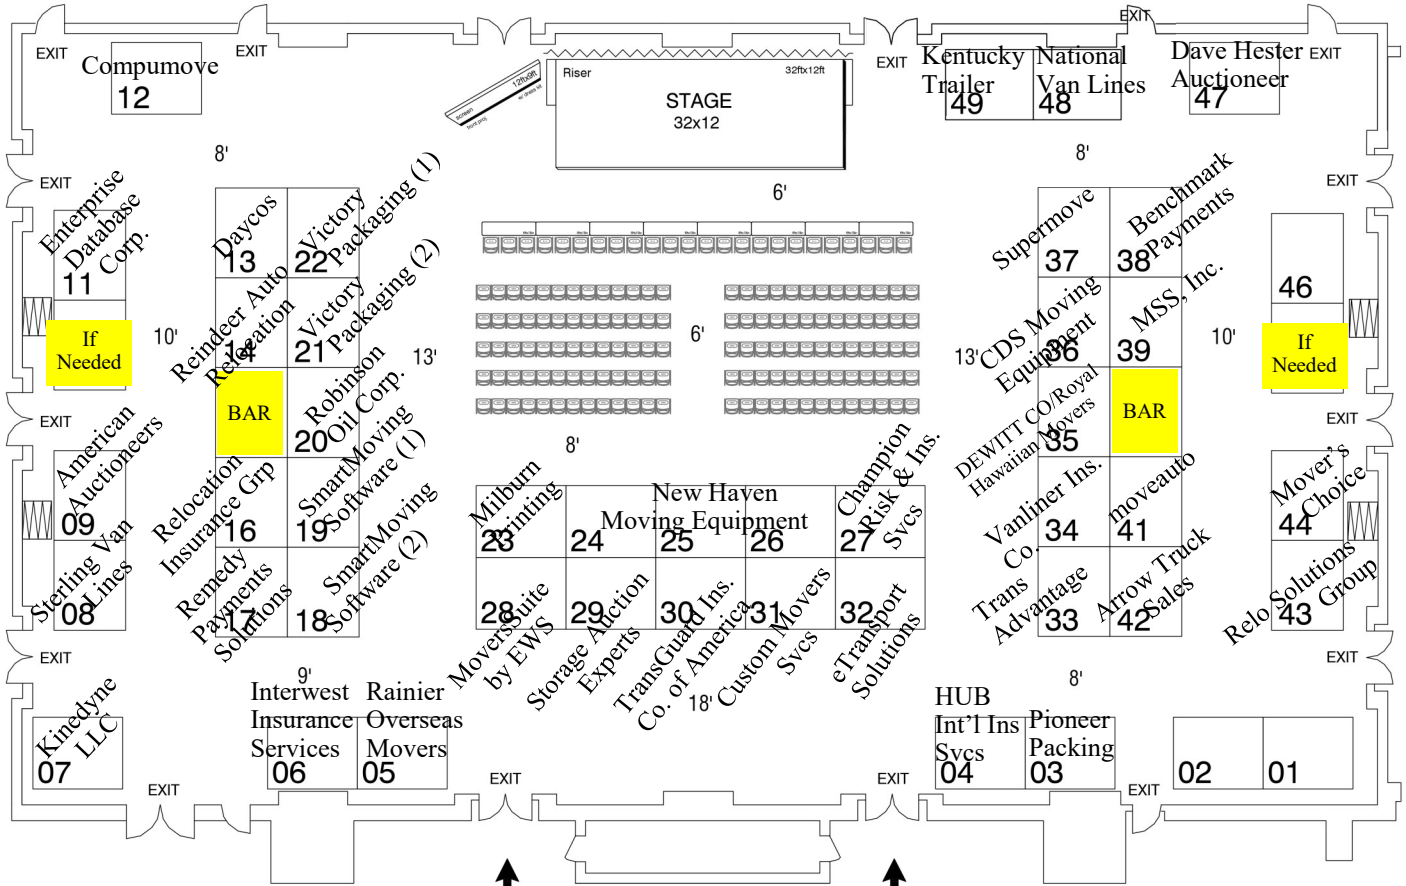 EXIT
EXIT
EXIT
EXIT
EXIT
EXIT
Compumove
12
Riser
32ftx12ft
STAGE
32x12
12ftx9ft
w/ dress kit
screen
front proj.
Kentucky
Trailer
49
National
Van Lines
48
Dave Hester
Auctioneer
47
8'
8'
6'
EXIT
EXIT
Enterprise
Database
Corp.
11
Daycos
13
Victory
Packaging (1)
22
Supermove
37
Benchmark
Payments
38
46
If
Needed
10'
Reindeer Auto
Relocation
14
Victory
Packaging (2)
21
13'
6'
13'
CDS Moving
Equipment
36
MSS, Inc.
39
10'
If
Needed
BAR
Robinson
Oil Corp.
20
DEWITT CO/Royal
Hawaiian Movers
35
BAR
EXIT
EXIT
8'
American
Auctioneers
09
Relocation
Insurance Grp
16
SmartMoving
Software (1)
19
Milburn
Printing
23
New Haven
Moving Equipment
24
25
26
Champion
Risk & Ins.
Svcs
27
Vanliner Ins.
Co.
34
moveauto
41
Mover's
Choice
44
Sterling Van
Lines
08
Remedy
Payments
Solutions
17
SmartMoving
Software (2)
18
28
MoversSuite
by EWS
29
Storage Auction
Experts
30
TransGuard Ins.
Co. of America
31
Custom Movers
Svcs
32
eTransport
Solutions
Trans
Advantage
33
Arrow Truck
Sales
42
Relo Solutions
Group
43
EXIT
EXIT
9'
18'
8'
Kinedyne
LLC
07
Interwest
Insurance
Services
06
Rainier
Overseas
Movers
05
HUB
Int'l Ins
Svcs
04
Pioneer
Packing
03
02
01
EXIT
EXIT
EXIT
EXIT